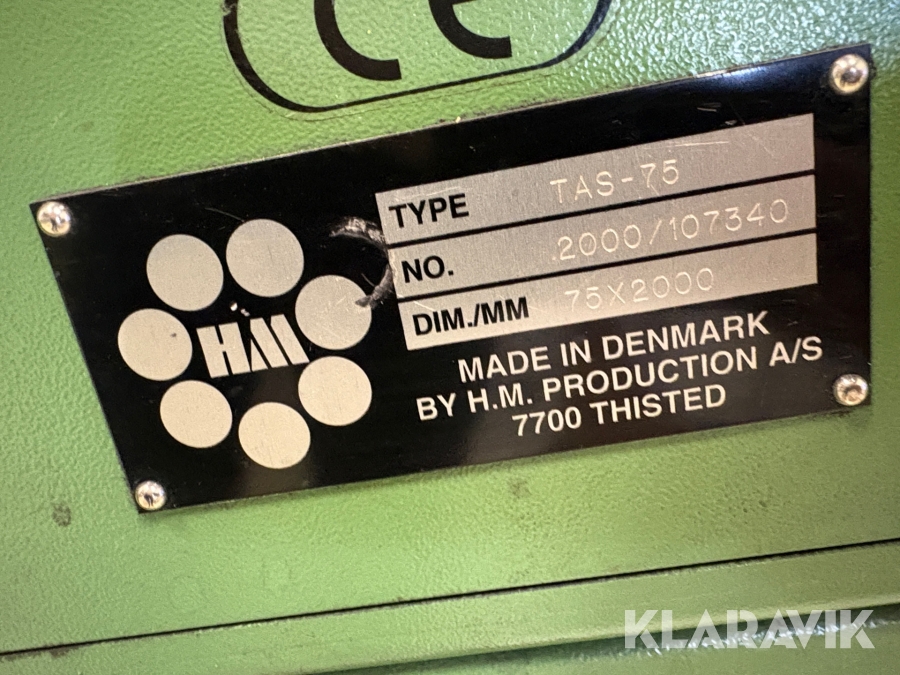 CE
TYPE TAS-75
NO. 2000/107340
DIM./MM 75X2000
HM
MADE IN DENMARK
BY H.M. PRODUCTION A/S
7700 THISTED
KLARAVIK